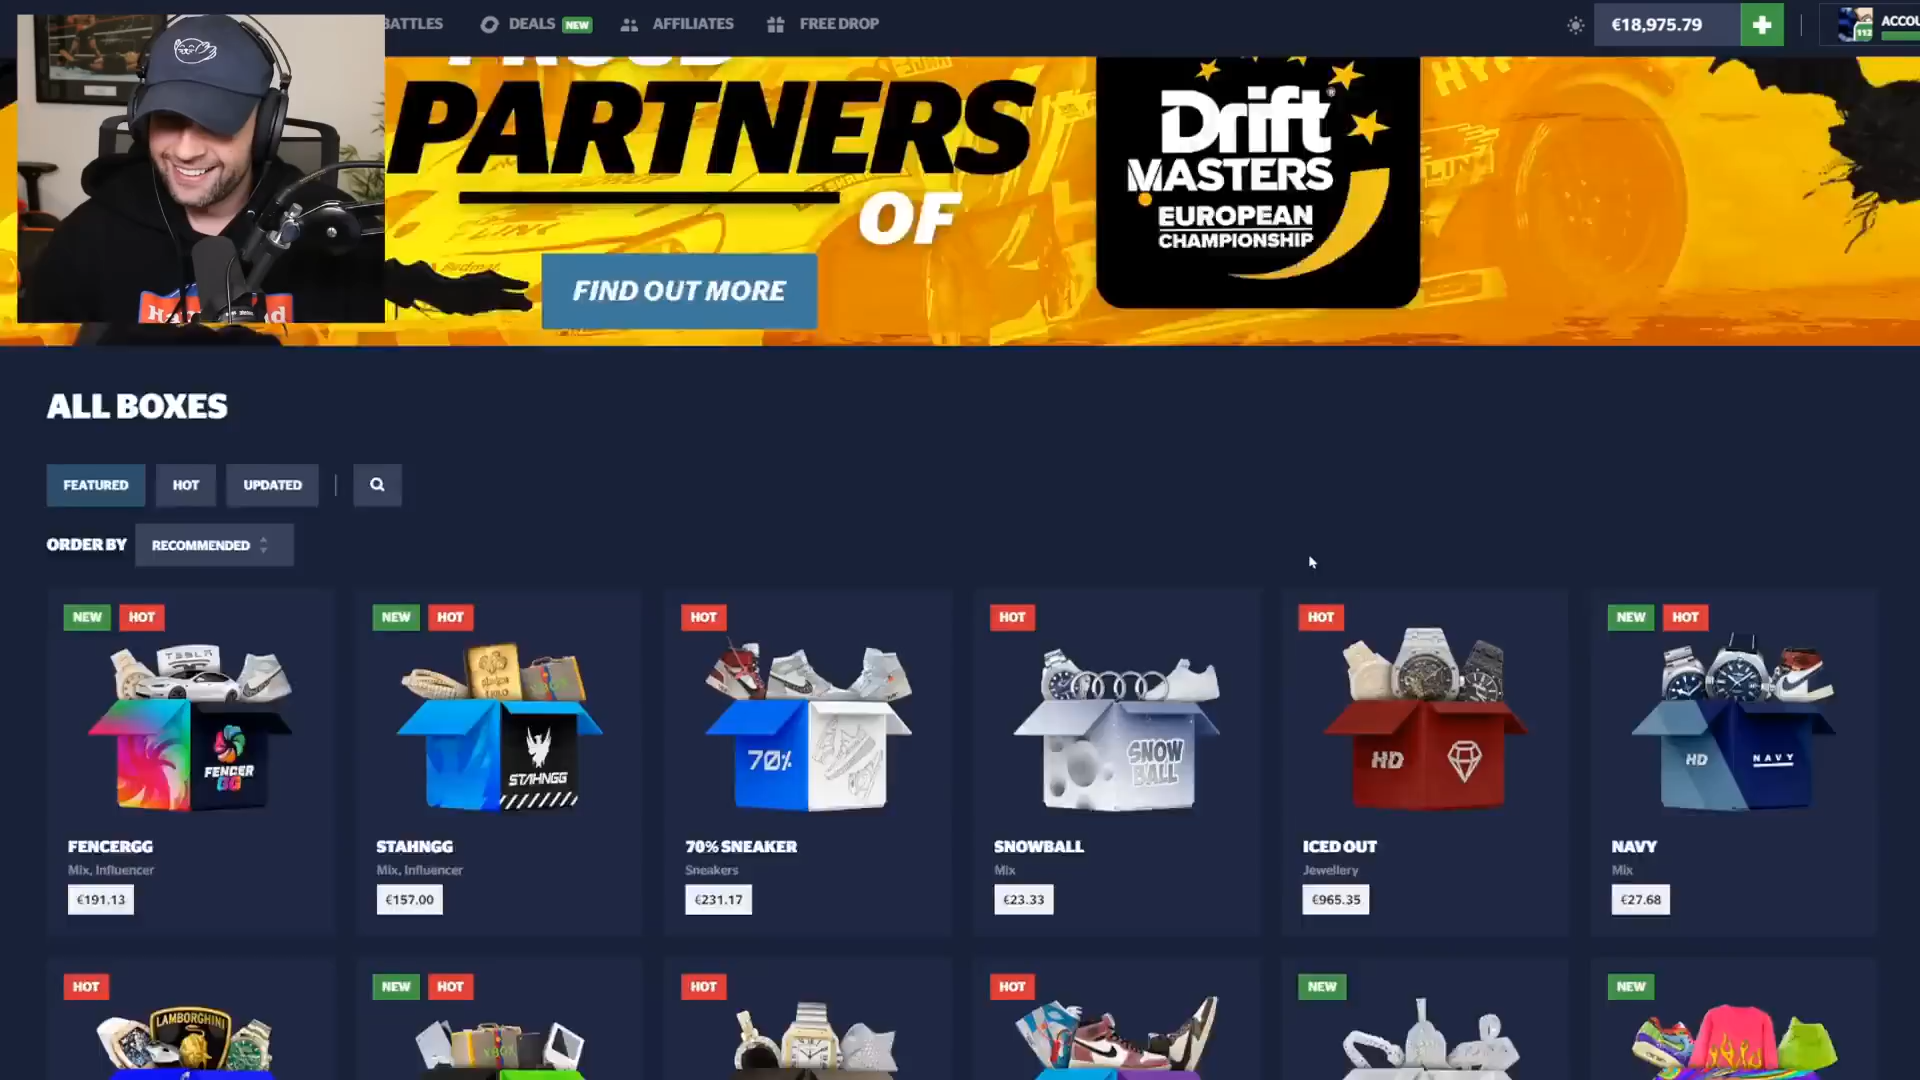 BATTLES
DEALS NEW
AFFILIATES
FREE DROP
€18,975.79
112
PARTNERS
OF
FIND OUT MORE
Drift
MASTERS
EUROPEAN
CHAMPIONSHIP
ALL BOXES
FEATURED
HOT
UPDATED
ORDER BY
RECOMMENDED
NEW HOT
NEW HOT
HOT
HOT
HOT
NEW HOT
TESLA
FENCER
GG
STAHNGG
70%
SNOW
BALL
HD
HD
NAVY
FENCERGG
Mix, Influencer
€191.13
STAHNGG
Mix, Influencer
€157.00
70% SNEAKER
Sneakers
€231.17
SNOWBALL
Mix
€23.33
ICED OUT
Jewellery
€965.35
NAVY
Mix
€27.68
HOT
NEW HOT
HOT
HOT
NEW
NEW
LAMBORGHINI